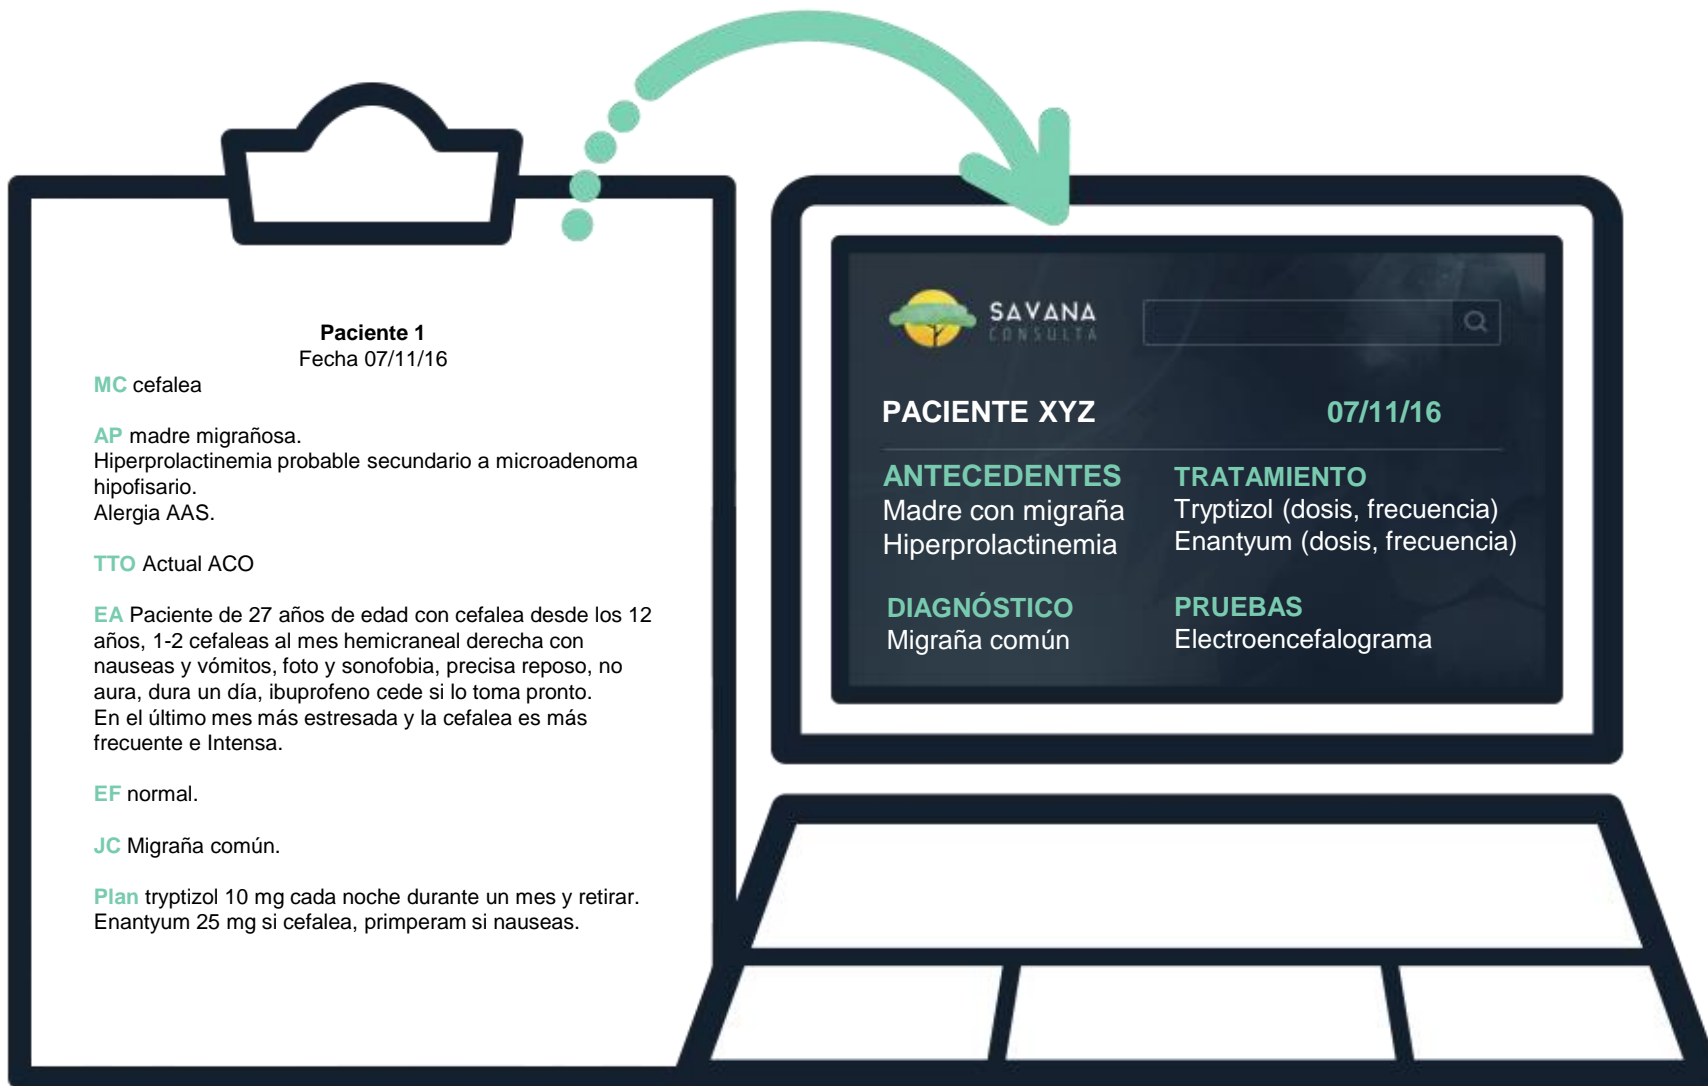 Paciente 1
Fecha 07/11/16
MC cefalea
AP madre migrañosa.
Hiperprolactinemia probable secundario a microadenoma
hipofisario.
Alergia AAS.
TTO Actual ACO
EA Paciente de 27 años de edad con cefalea desde los 12
años, 1-2 cefaleas al mes hemicraneal derecha con
nauseas y vómitos, foto y sonofobia, precisa reposo, no
aura, dura un día, ibuprofeno cede si lo toma pronto.
En el último mes más estresada y la cefalea es más
frecuente e Intensa.
EF normal.
JC Migraña común.
Plan tryptizol 10 mg cada noche durante un mes y retirar.
Enantyum 25 mg si cefalea, primperam si nauseas.
SAVANA
CONSULTA
PACIENTE XYZ 07/11/16
ANTECEDENTES
Madre con migraña
Hiperprolactinemia
TRATAMIENTO
Tryptizol (dosis, frecuencia)
Enantyum (dosis, frecuencia)
DIAGNÓSTICO
Migraña común
PRUEBAS
Electroencefalograma